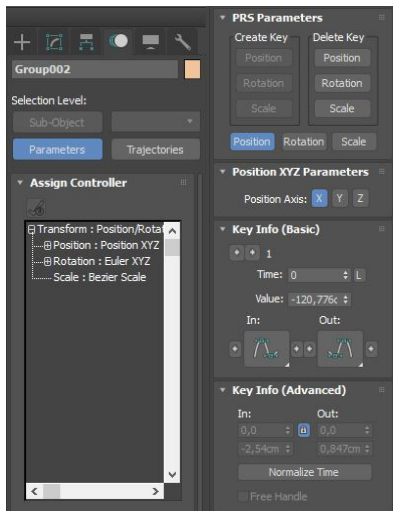 Group002
Selection Level:
Sub-Object
Parameters
Trajectories
Assign Controller
Transform : Position/Rotat
Position : Position XYZ
Rotation : Euler XYZ
Scale : Bezier Scale
PRS Parameters
Create Key
Delete Key
Position
Position
Rotation
Rotation
Scale
Scale
Position
Rotation
Scale
Position XYZ Parameters
Position Axis:
X
Y
Z
Key Info (Basic)
1
Time:
0
L
Value:
-120,776c
In:
Out:
Key Info (Advanced)
In:
Out:
0,0
0,0
-2,54cm
0,847cm
Normalize Time
Free Handle